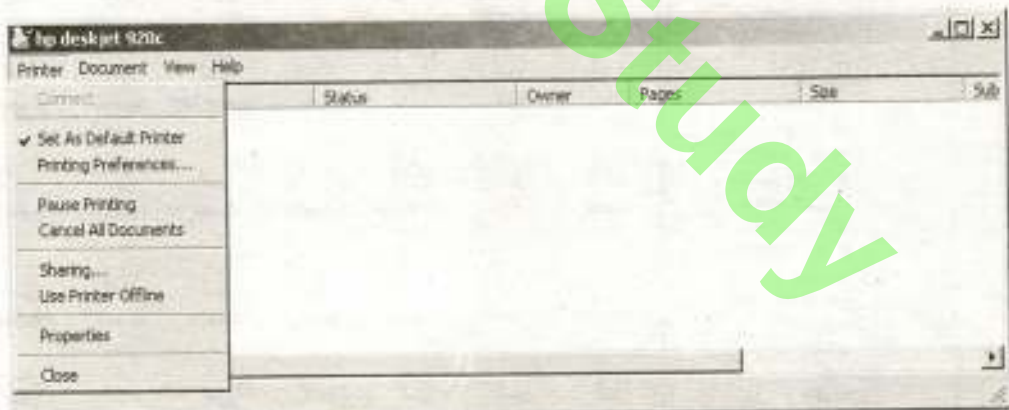 hp deskjet 920c
Printer Document View Help
Connect Status Owner Pages Size Sub
Set As Default Printer
Printing Preferences...
Pause Printing
Cancel All Documents
Sharing...
Use Printer Offline
Properties
Close
study